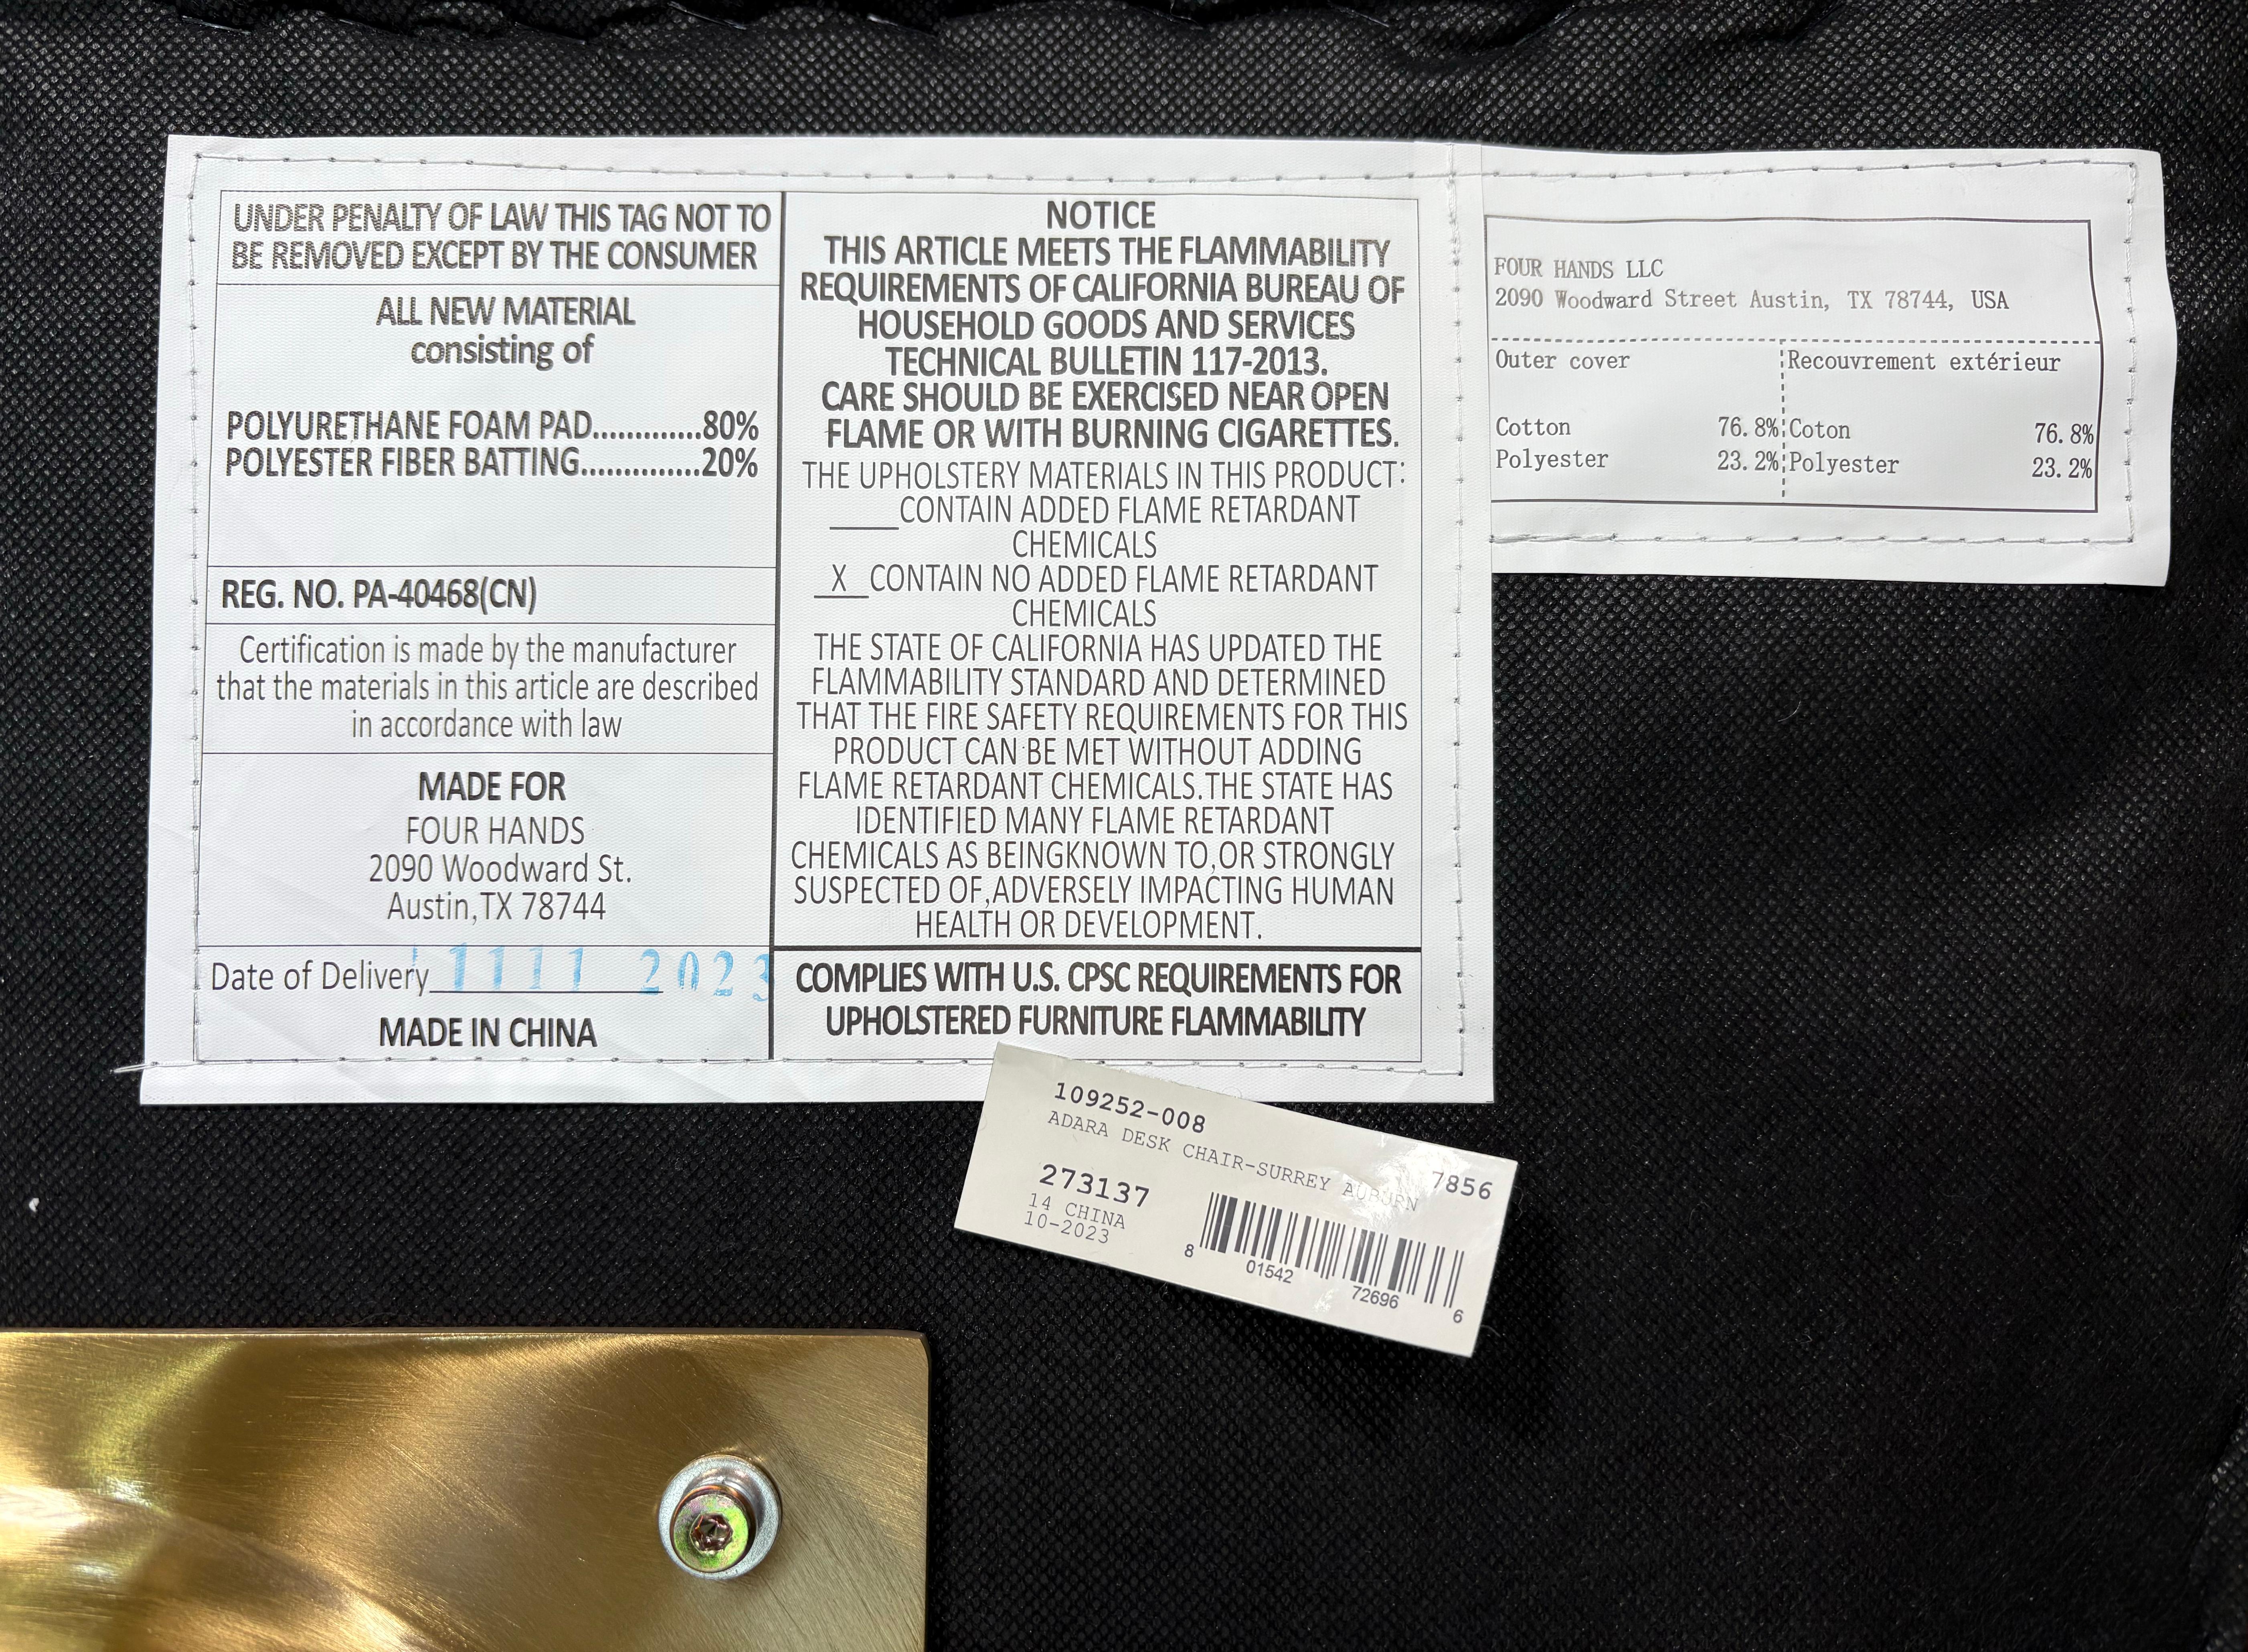 UNDER PENALTY OF LAW THIS TAG NOT TO
BE REMOVED EXCEPT BY THE CONSUMER
ALL NEW MATERIAL
consisting of
POLYURETHANE FOAM PAD.............80%
POLYESTER FIBER BATTING..............20%
REG. NO. PA-40468(CN)
Certification is made by the manufacturer
that the materials in this article are described
in accordance with law
MADE FOR
FOUR HANDS
2090 Woodward St.
Austin,TX 78744
Date of Delivery 1111 2023
MADE IN CHINA
NOTICE
THIS ARTICLE MEETS THE FLAMMABILITY
REQUIREMENTS OF CALIFORNIA BUREAU OF
HOUSEHOLD GOODS AND SERVICES
TECHNICAL BULLETIN 117-2013.
CARE SHOULD BE EXERCISED NEAR OPEN
FLAME OR WITH BURNING CIGARETTES.
THE UPHOLSTERY MATERIALS IN THIS PRODUCT:
____CONTAIN ADDED FLAME RETARDANT
CHEMICALS
_X_CONTAIN NO ADDED FLAME RETARDANT
CHEMICALS
THE STATE OF CALIFORNIA HAS UPDATED THE
FLAMMABILITY STANDARD AND DETERMINED
THAT THE FIRE SAFETY REQUIREMENTS FOR THIS
PRODUCT CAN BE MET WITHOUT ADDING
FLAME RETARDANT CHEMICALS.THE STATE HAS
IDENTIFIED MANY FLAME RETARDANT
CHEMICALS AS BEINGKNOWN TO,OR STRONGLY
SUSPECTED OF,ADVERSELY IMPACTING HUMAN
HEALTH OR DEVELOPMENT.
COMPLIES WITH U.S. CPSC REQUIREMENTS FOR
UPHOLSTERED FURNITURE FLAMMABILITY
FOUR HANDS LLC
2090 Woodward Street Austin, TX 78744, USA
Outer cover
Cotton 76.8%
Polyester 23.2%
Recouvrement extérieur
Coton 76.8%
Polyester 23.2%
109252-008
ADARA DESK CHAIR-SURREY AUBURN
273137 7856
14 CHINA
10-2023
8 01542 72696 6